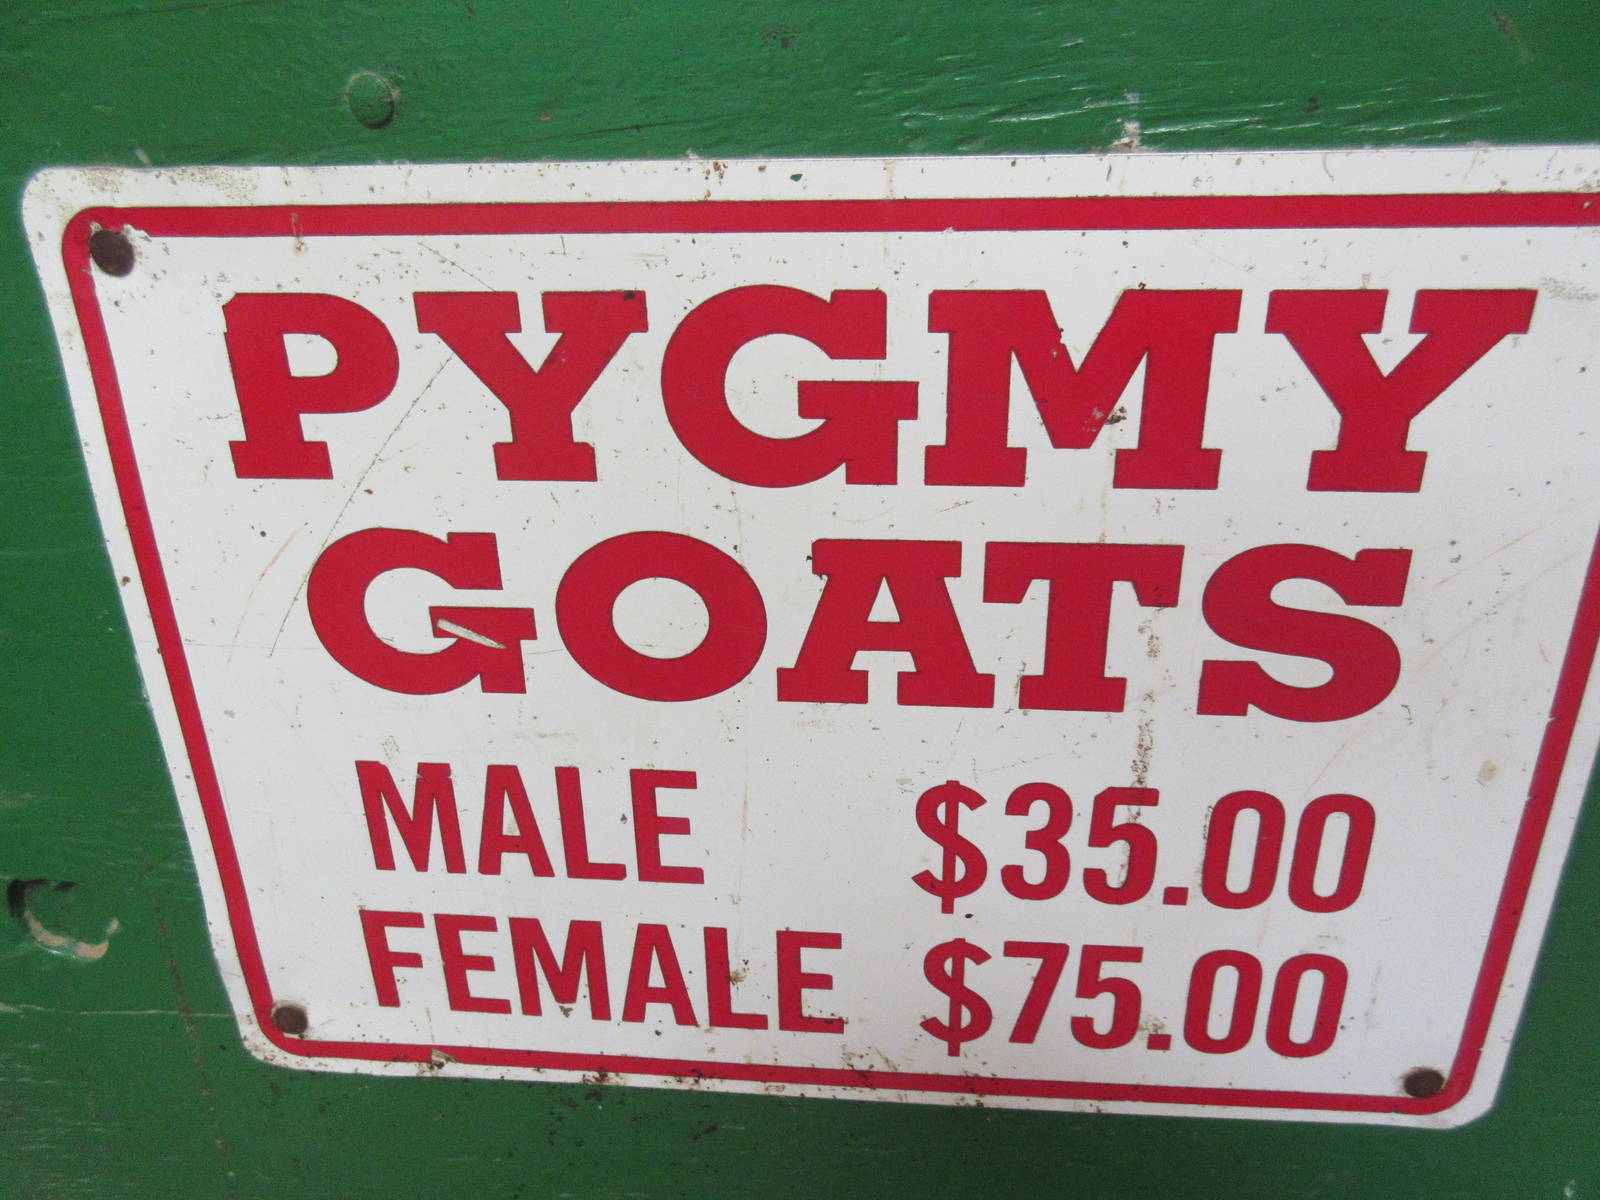 PYGMY
GOATS
MALE $35.00
FEMALE $75.00